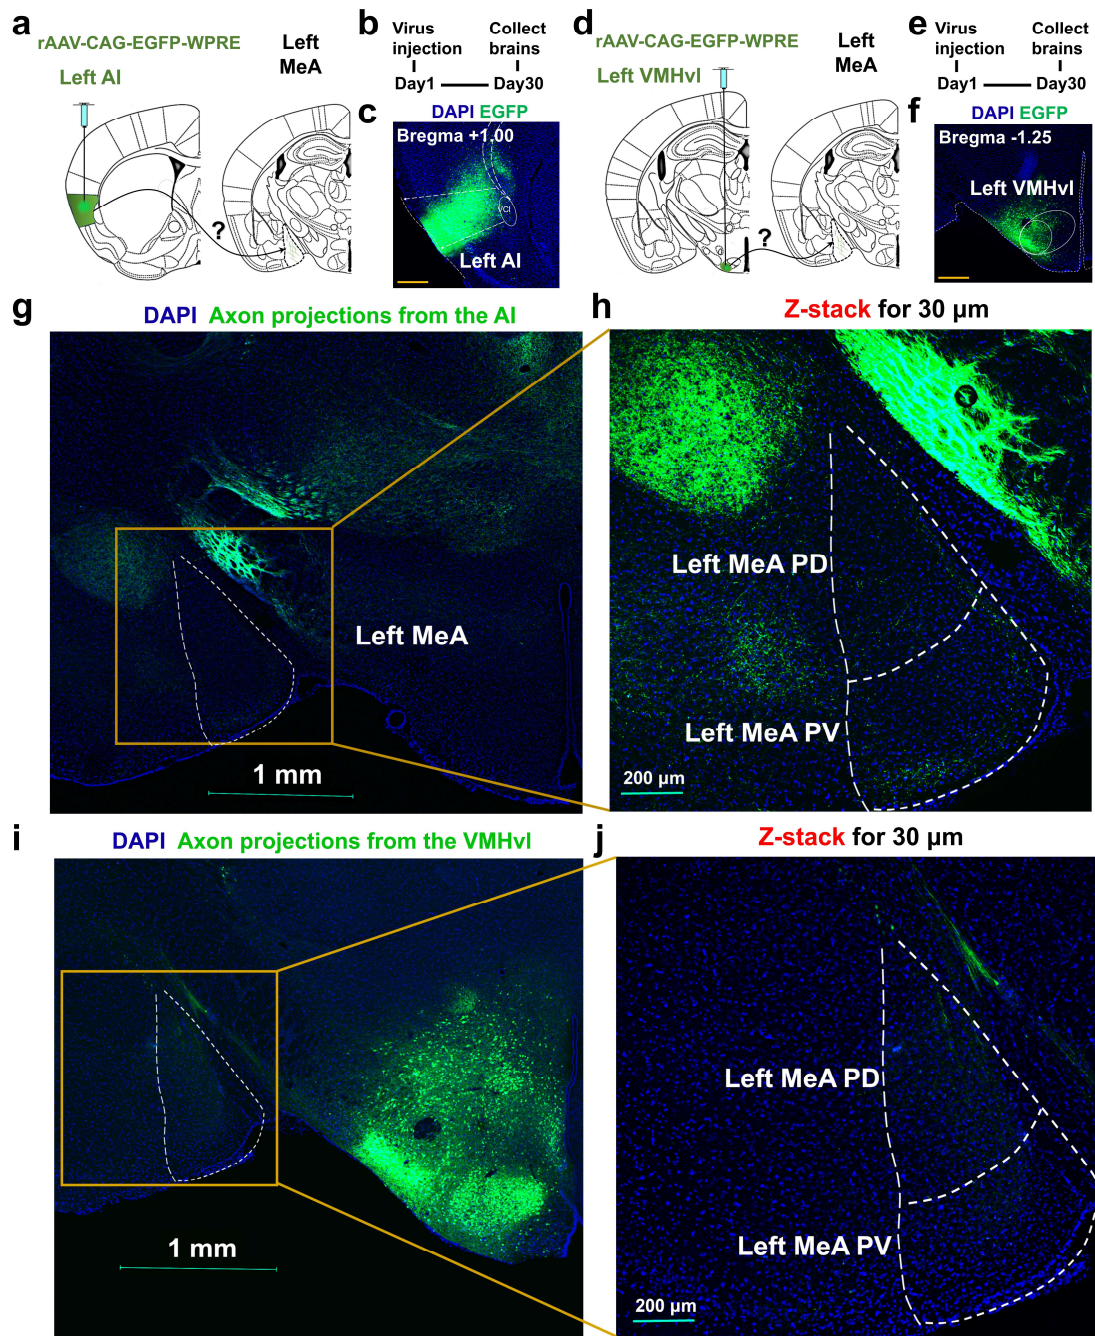 a
rAAV-CAG-EGFP-WPRE
Left AI
Left
MeA
?
b
Virus
injection
Collect
brains
Day1
Day30
c
DAPI EGFP
Bregma +1.00
VCl
Left AI
d
rAAV-CAG-EGFP-WPRE
Left VMHvl
Left
MeA
?
e
Virus
injection
Collect
brains
Day1
Day30
f
DAPI EGFP
Bregma -1.25
Left VMHvl
g
DAPI Axon projections from the AI
Left MeA
1 mm
h
Z-stack for 30 µm
Left MeA PD
Left MeA PV
200 µm
i
DAPI Axon projections from the VMHvl
1 mm
j
Z-stack for 30 µm
Left MeA PD
Left MeA PV
200 µm